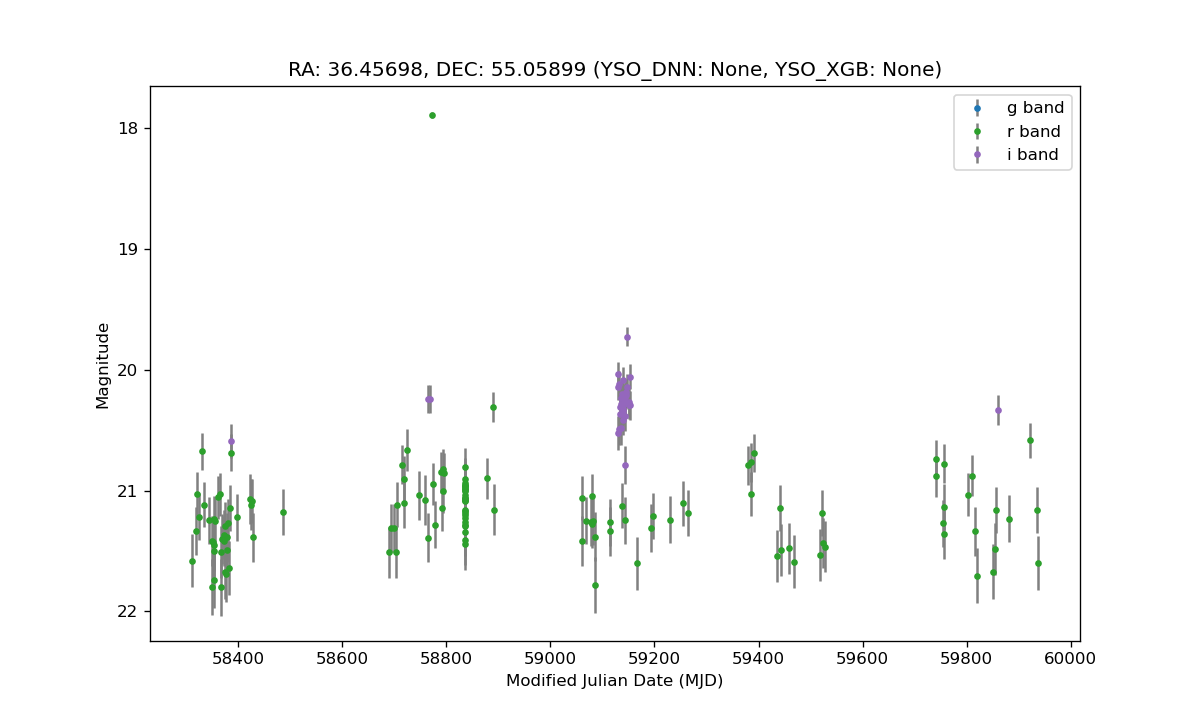 RA: 36.45698, DEC: 55.05899 (YSO_DNN: None, YSO_XGB: None)
g band
r band
i band
18
19
20
21
22
Magnitude
58400 58600 58800 59000 59200 59400 59600 59800 60000
Modified Julian Date (MJD)